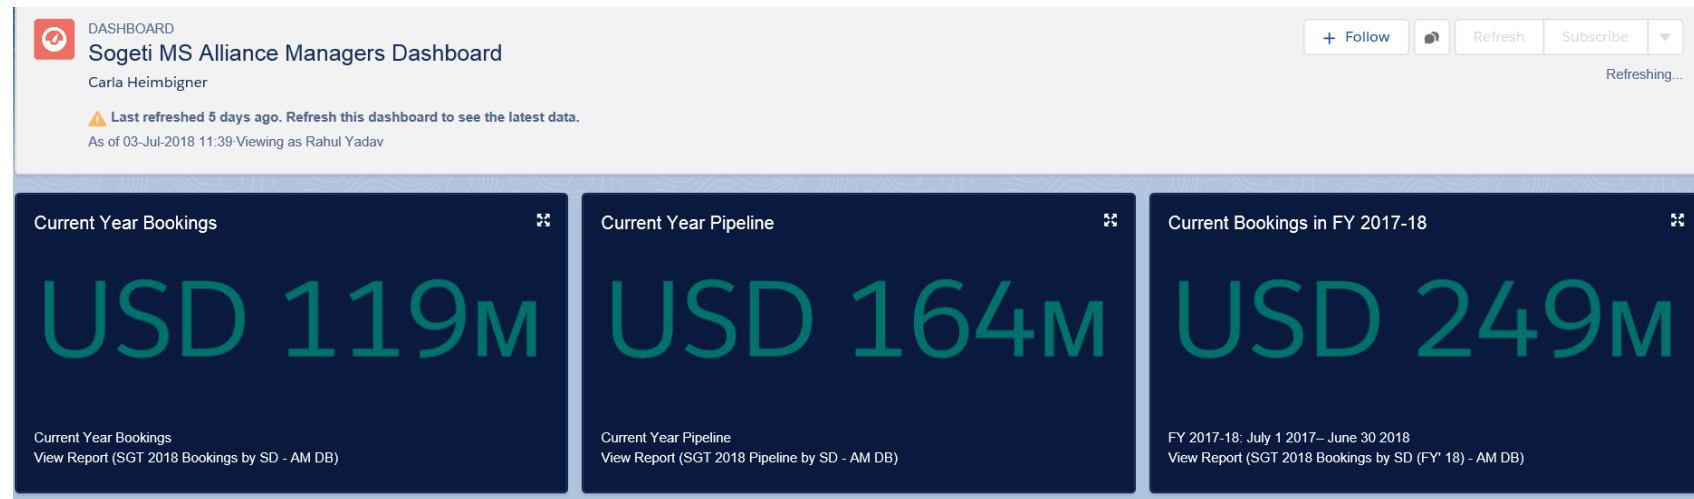 DASHBOARD
Sogeti MS Alliance Managers Dashboard
Carla Heimbigner
Last refreshed 5 days ago. Refresh this dashboard to see the latest data.
As of 03-Jul-2018 11:39·Viewing as Rahul Yadav
+ Follow
Refresh
Subscribe
Refreshing...
Current Year Bookings
USD 119M
Current Year Bookings
View Report (SGT 2018 Bookings by SD - AM DB)
Current Year Pipeline
USD 164M
Current Year Pipeline
View Report (SGT 2018 Pipeline by SD - AM DB)
Current Bookings in FY 2017-18
USD 249M
FY 2017-18: July 1 2017– June 30 2018
View Report (SGT 2018 Bookings by SD (FY' 18) - AM DB)